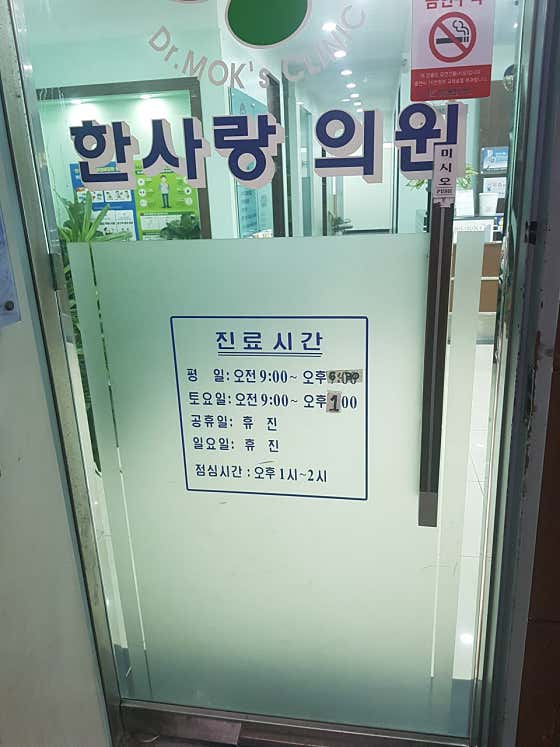 Dr.MOK's CLINIC
금연구역
한사랑 의원
미시오
PUSH
진료시간
평 일: 오전 9:00~ 오후
토요일: 오전 9:00~ 오후 1:00
공휴일: 휴 진
일요일: 휴 진
점심시간 : 오후 1시~2시